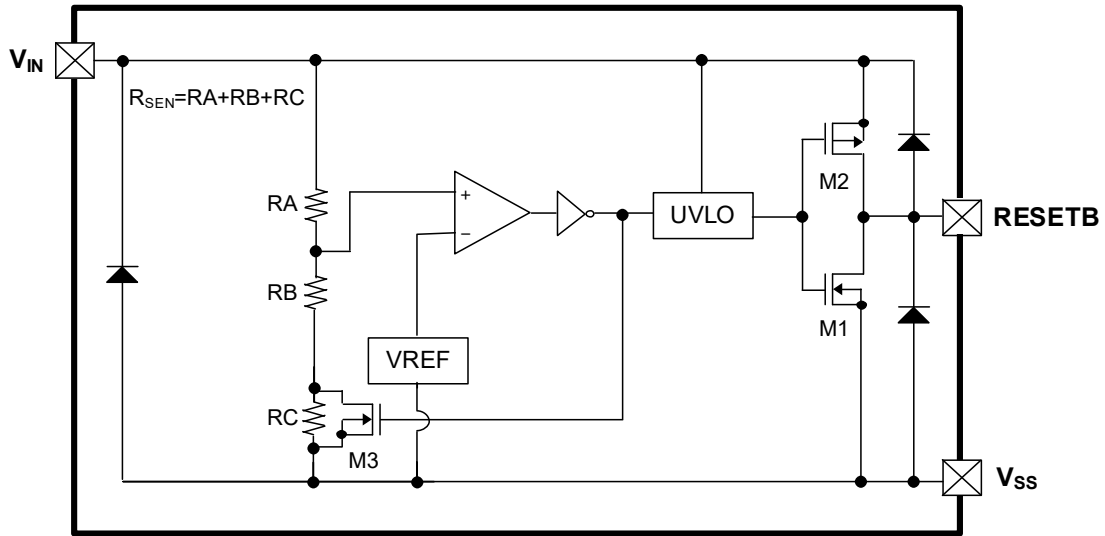 VIN
RSEN=RA+RB+RC
M2
RA
+
−
UVLO
RESETB
RB
M1
VREF
RC
M3
VSS